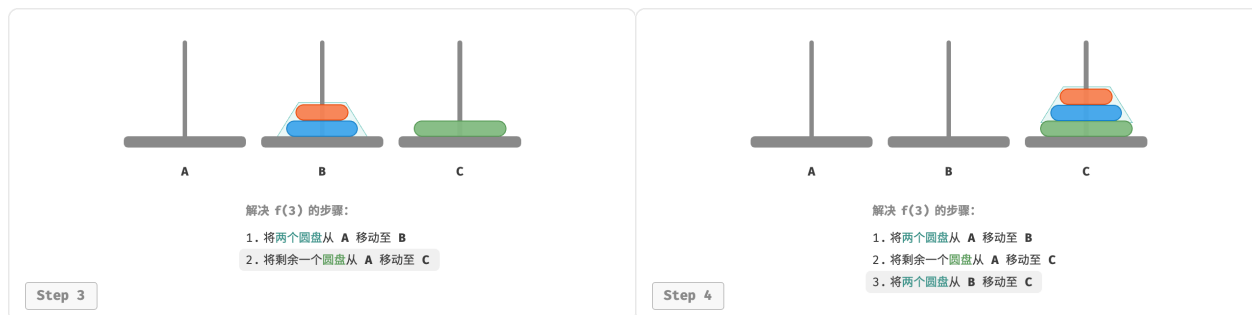 A B C
解决 f(3) 的步骤：
1. 将两个圆盘从 A 移动至 B
2. 将剩余一个圆盘从 A 移动至 C
Step 3
A B C
解决 f(3) 的步骤：
1. 将两个圆盘从 A 移动至 B
2. 将剩余一个圆盘从 A 移动至 C
3. 将两个圆盘从 B 移动至 C
Step 4